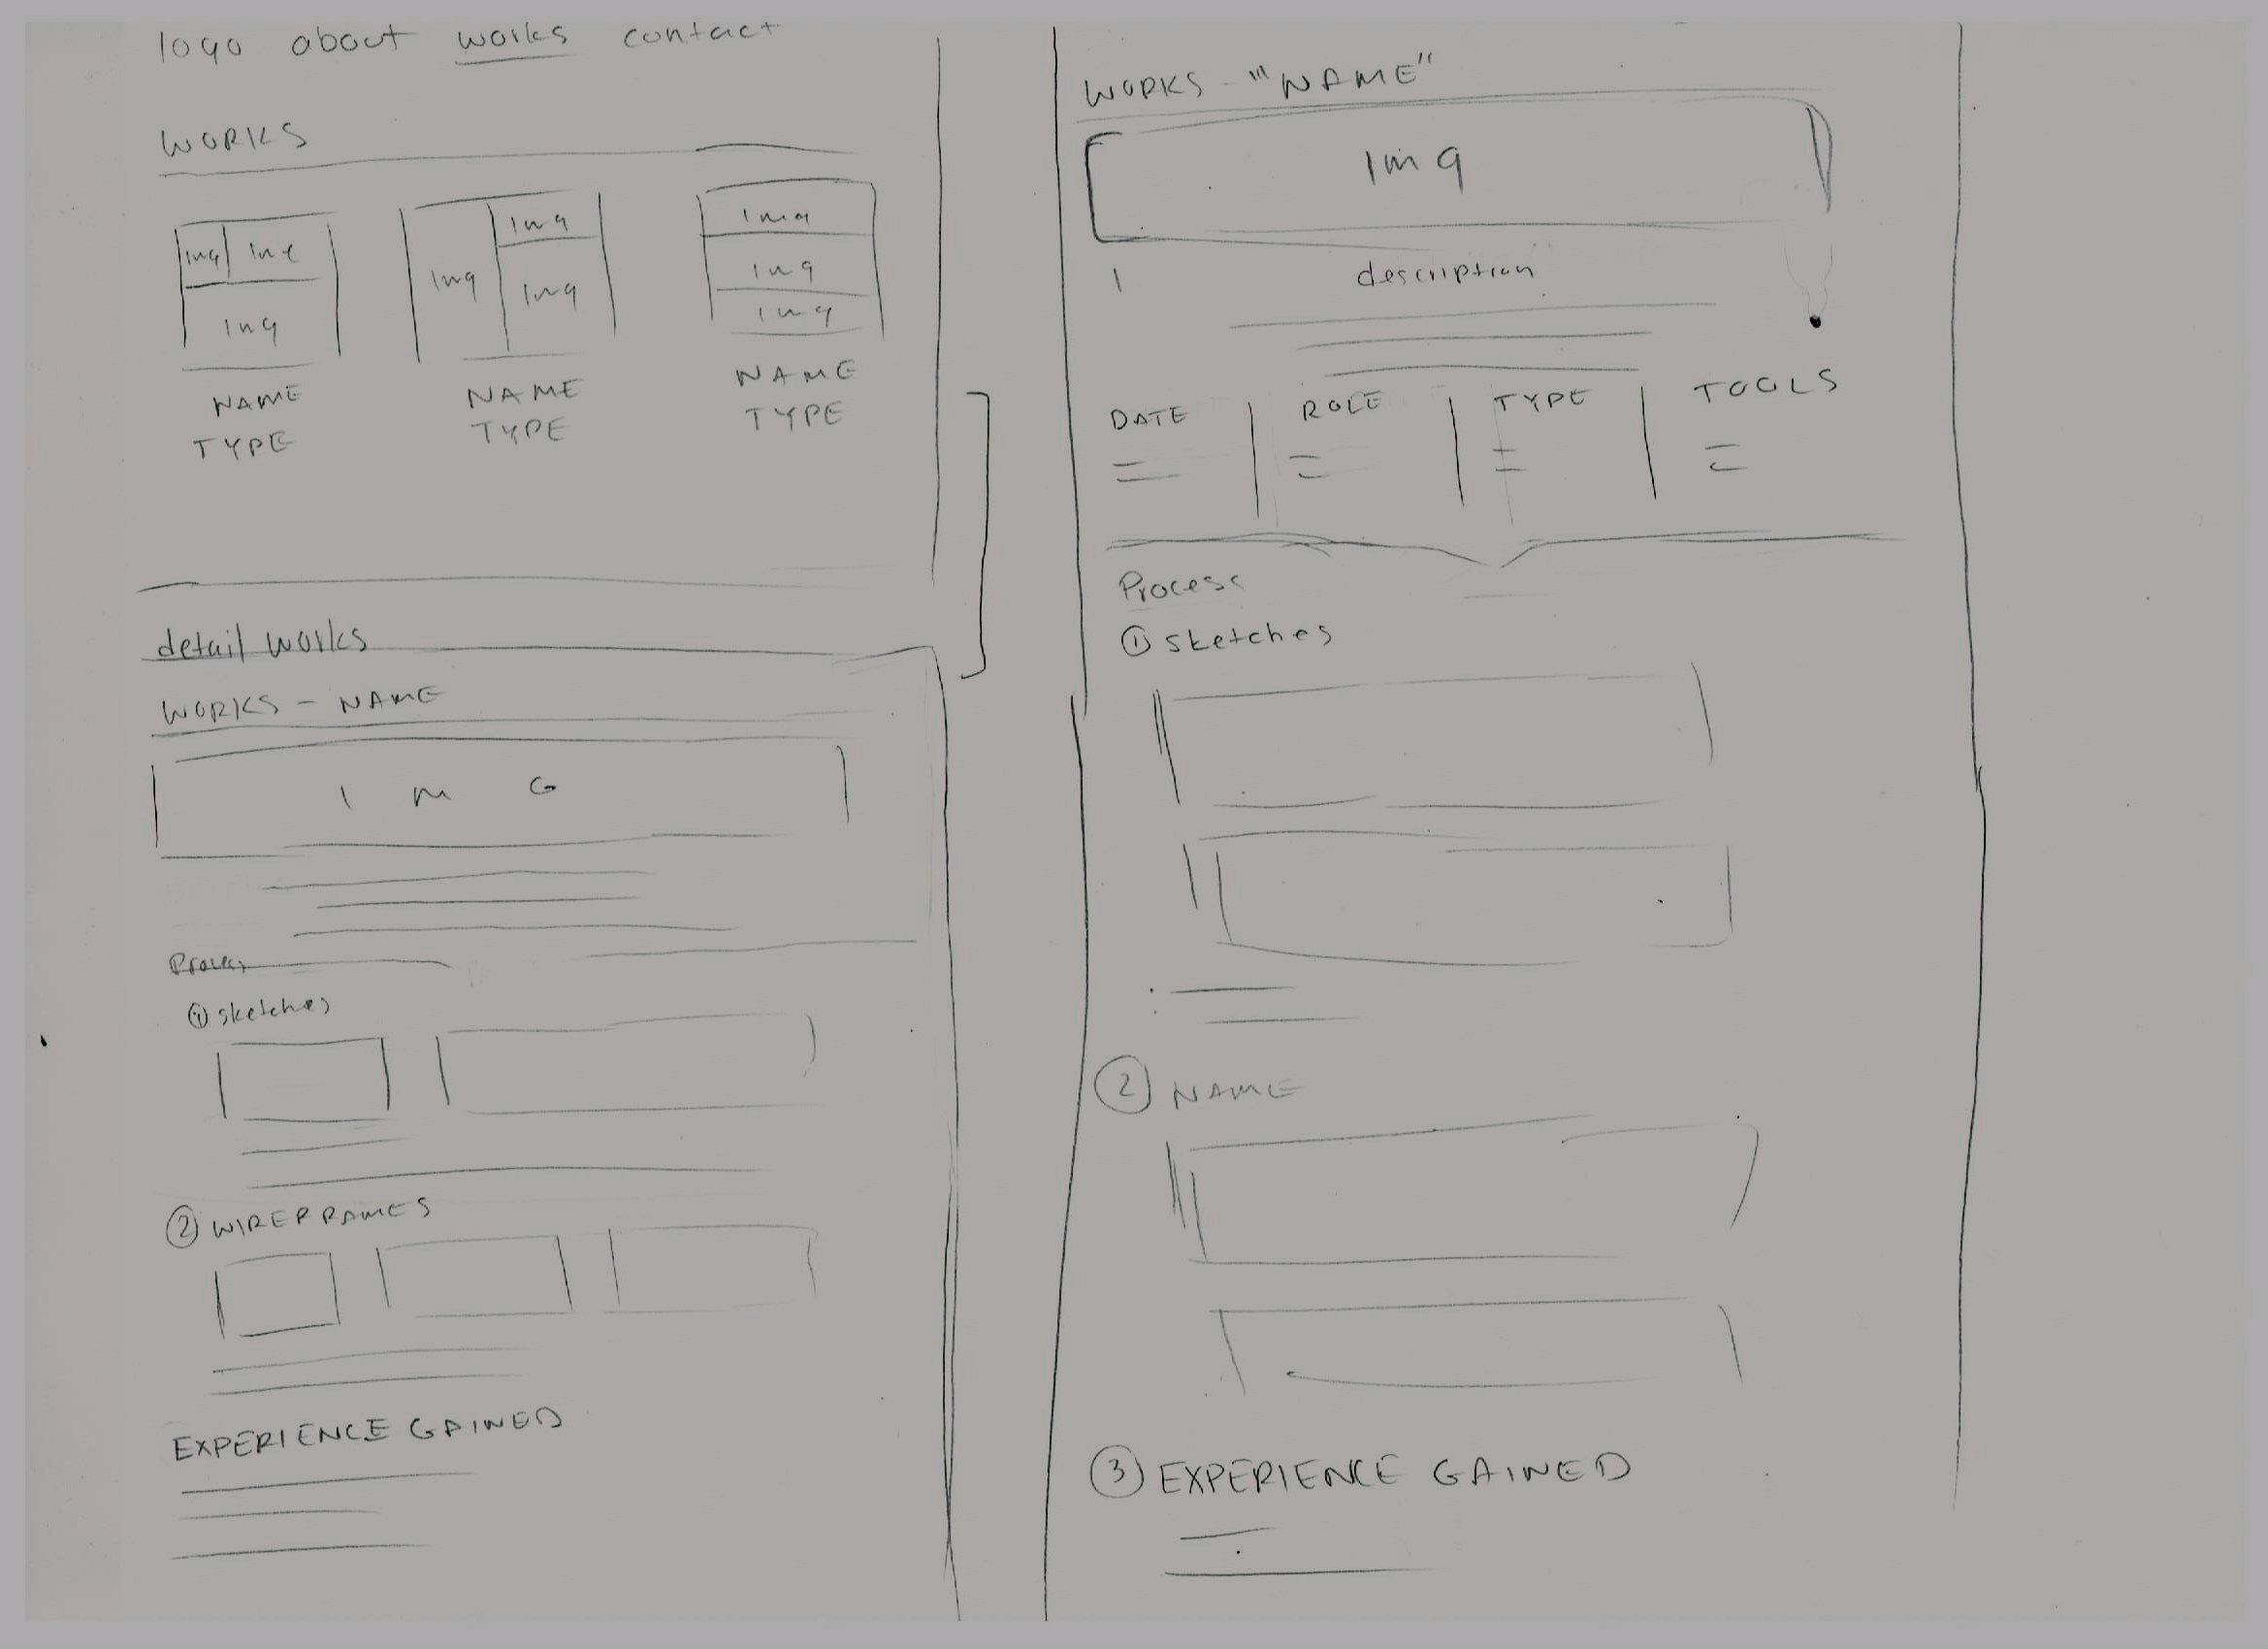 logo about works contact
WORKS
Img Img
Img
Img Img
Img
Img
Img
Img
NAME
TYPE
NAME
TYPE
NAME
TYPE
detail works
WORKS - NAME
I M G
① sketches
② WIREFRAMES
EXPERIENCE GAINED
WORKS - "NAME"
Img
description
DATE ROLE TYPE TOOLS
Process
① sketches
② NAME
③ EXPERIENCE GAINED